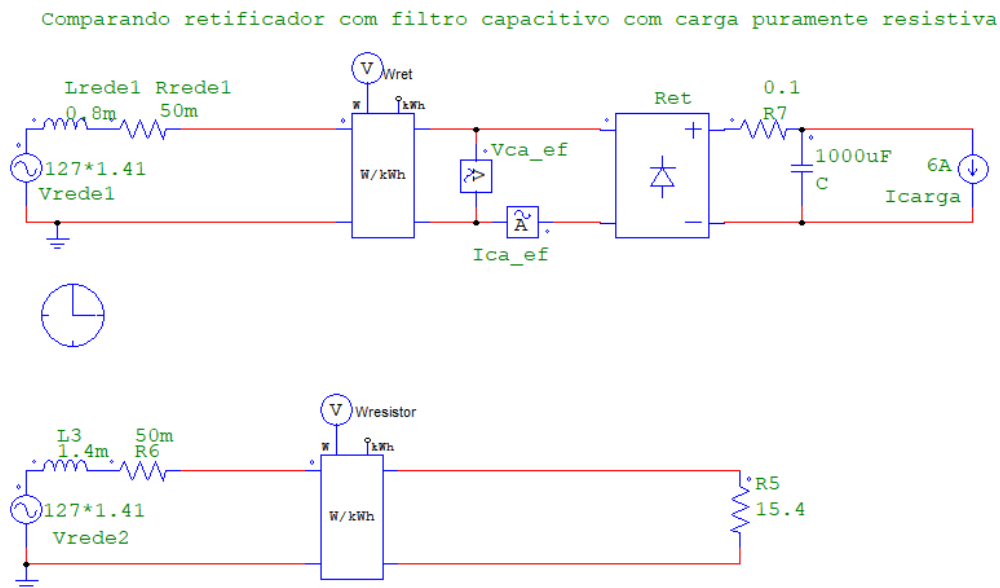 Comparando retificador com filtro capacitivo com carga puramente resistiva
V
Wret
Lrede1 Rrede1
0.8m 50m
W kWh
Ret
0.1
R7
127*1.41
Vrede1
W/kWh
V
Vca_ef
A
Ica_ef
1000uF
C
6A
Icarga
V
Wresistor
L3 50m
1.4m R6
W kWh
127*1.41
Vrede2
W/kWh
R5
15.4